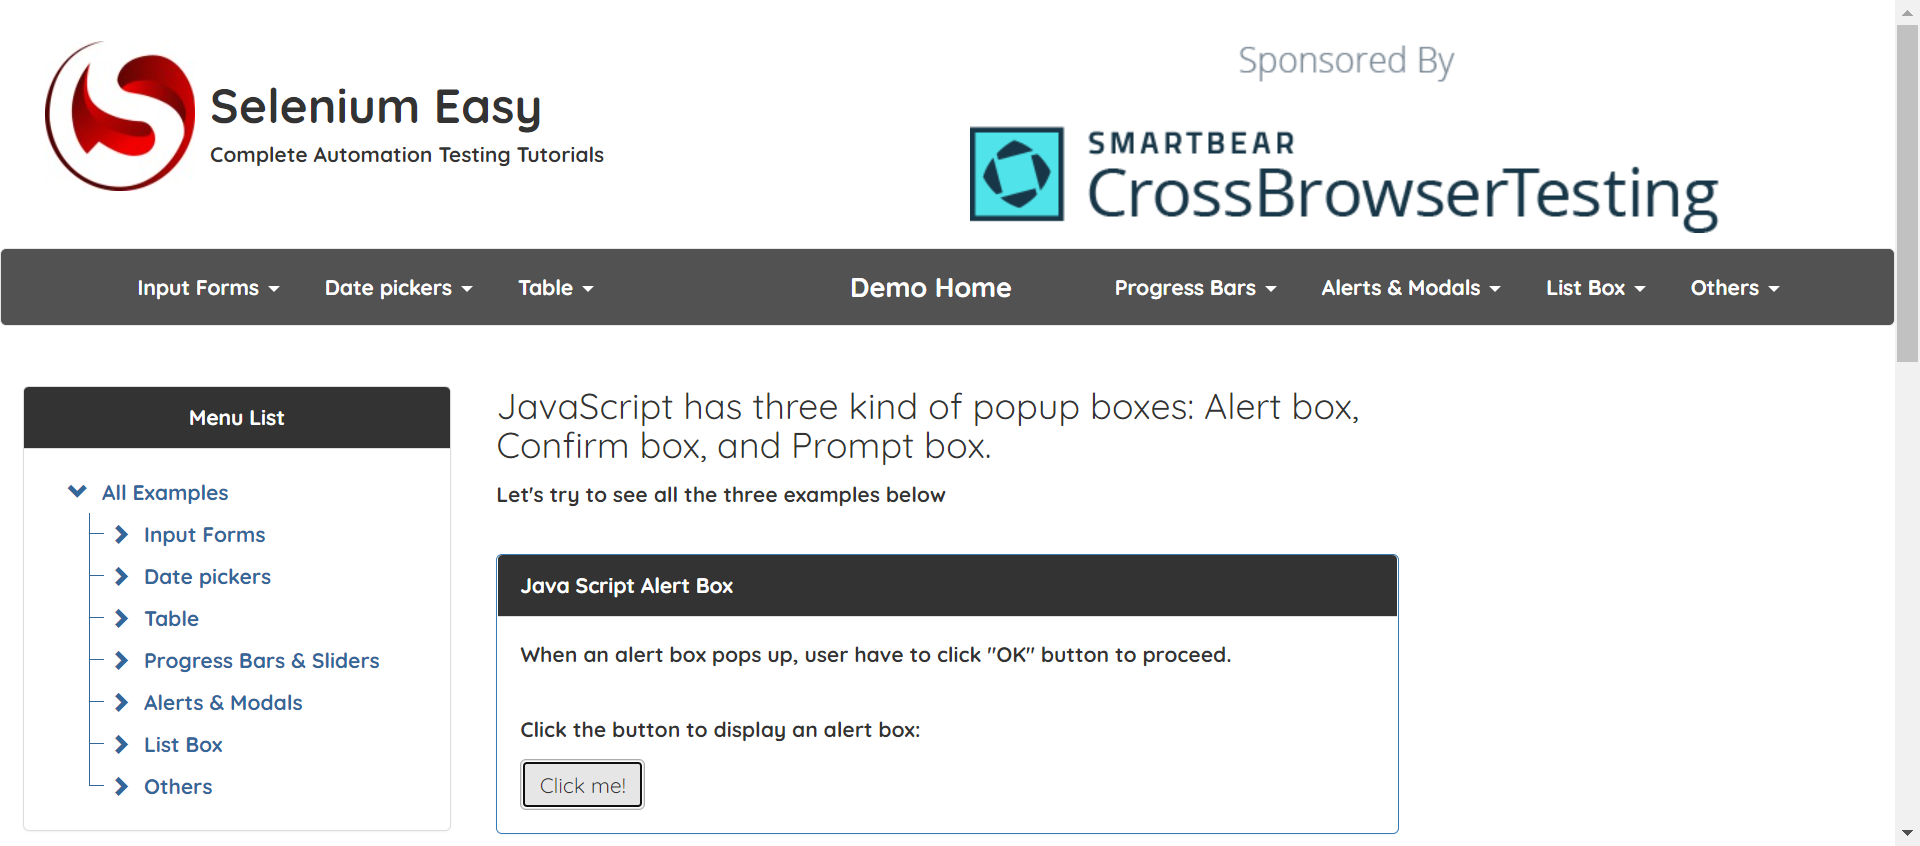 Selenium Easy
Complete Automation Testing Tutorials
Sponsored By
SMARTBEAR
CrossBrowserTesting
Input Forms Date pickers Table Demo Home Progress Bars Alerts & Modals List Box Others
Menu List
All Examples
Input Forms
Date pickers
Table
Progress Bars & Sliders
Alerts & Modals
List Box
Others
JavaScript has three kind of popup boxes: Alert box,
Confirm box, and Prompt box.
Let's try to see all the three examples below
Java Script Alert Box
When an alert box pops up, user have to click "OK" button to proceed.
Click the button to display an alert box:
Click me!